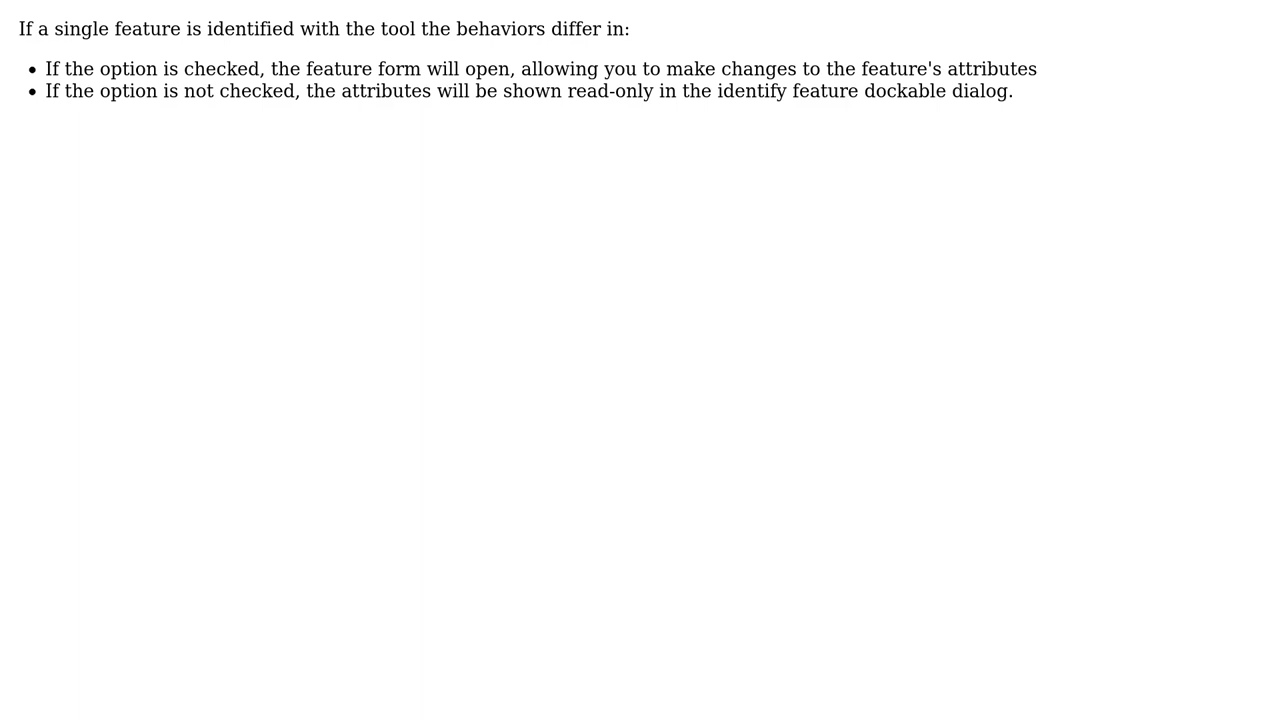 If a single feature is identified with the tool the behaviors differ in:
• If the option is checked, the feature form will open, allowing you to make changes to the feature's attributes
• If the option is not checked, the attributes will be shown read-only in the identify feature dockable dialog.